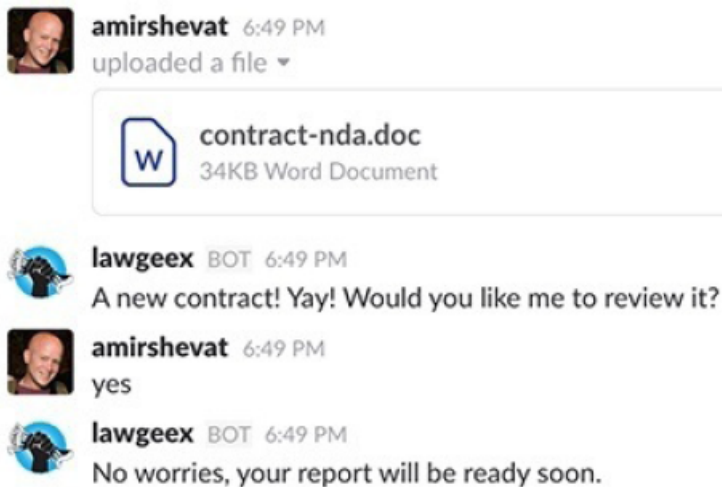 amirshevat 6:49 PM
uploaded a file
W
contract-nda.doc
34KB Word Document
lawgeex BOT 6:49 PM
A new contract! Yay! Would you like me to review it?
amirshevat 6:49 PM
yes
lawgeex BOT 6:49 PM
No worries, your report will be ready soon.